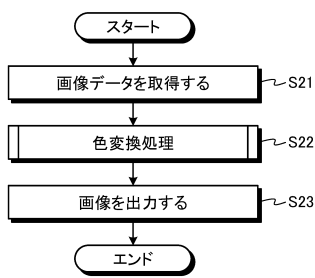 スタート
画像データを取得する S21
色変換処理 S22
画像を出力する S23
エンド